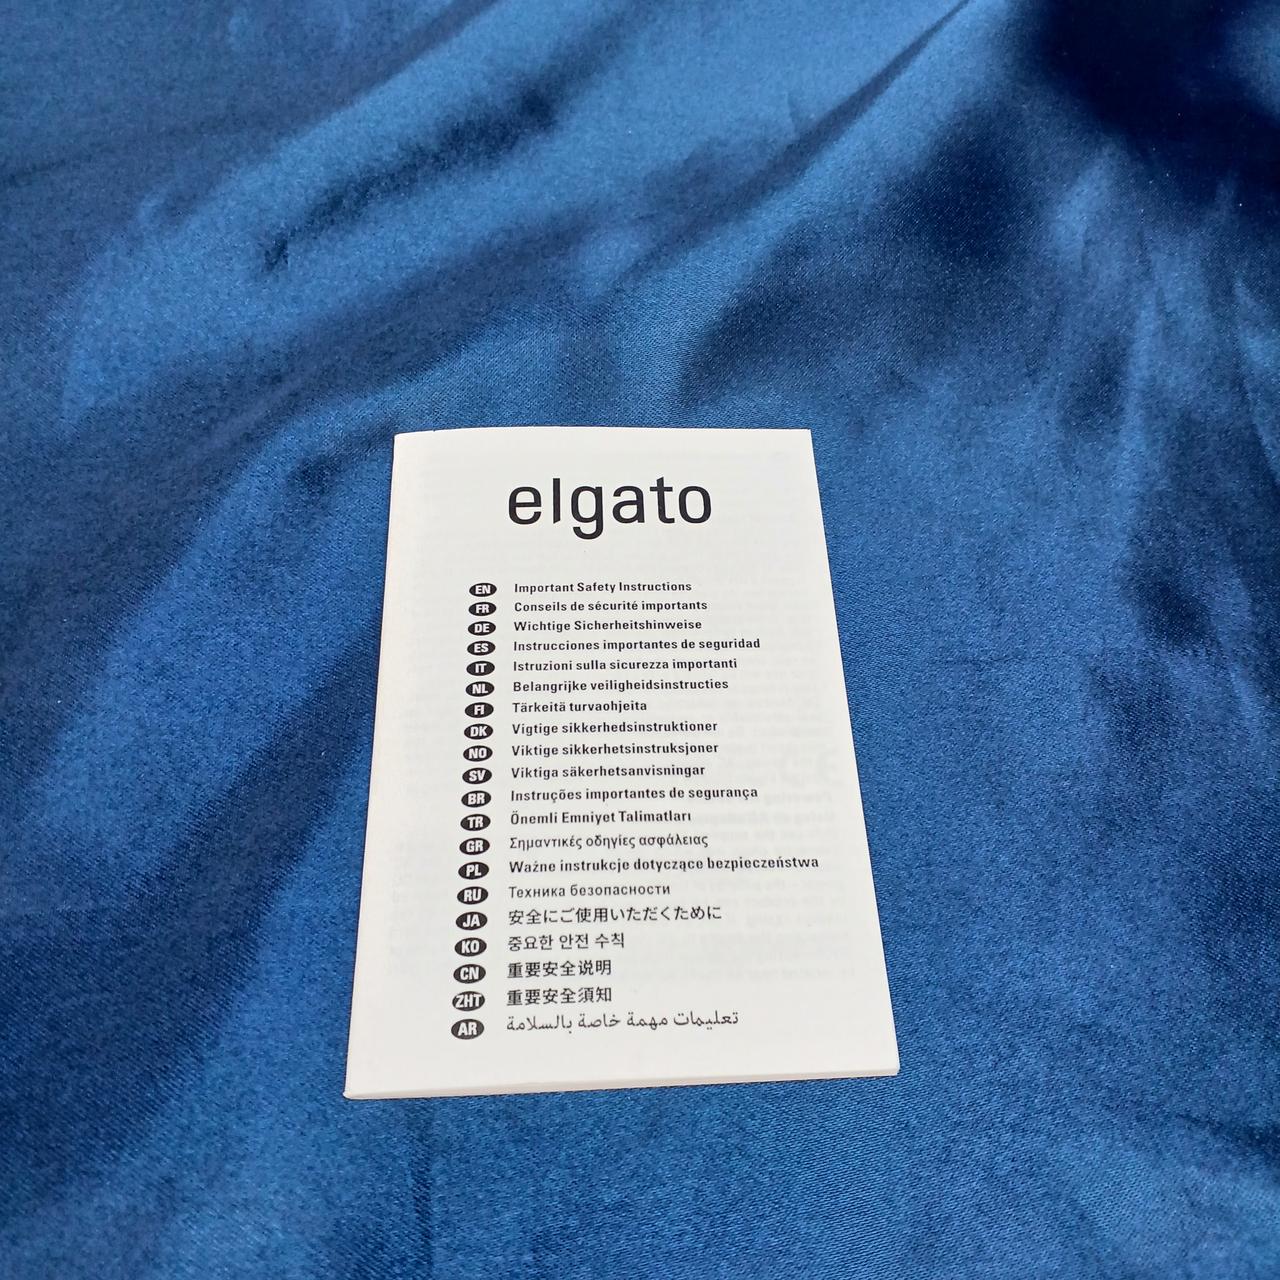 elgato
EN Important Safety Instructions
FR Conseils de sécurité importants
DE Wichtige Sicherheitshinweise
ES Instrucciones importantes de seguridad
IT Istruzioni sulla sicurezza importanti
NL Belangrijke veiligheidsinstructies
FI Tärkeitä turvaohjeita
DK Vigtige sikkerhedsinstruktioner
NO Viktige sikkerhetsinstruksjoner
SV Viktiga säkerhetsanvisningar
BR Instruções importantes de segurança
TR Önemli Emniyet Talimatları
GR Σημαντικές οδηγίες ασφάλειας
PL Ważne instrukcje dotyczące bezpieczeństwa
RU Техника безопасности
JA 安全にご使用いただくために
KO 중요한 안전 수칙
CN 重要安全说明
ZHT 重要安全須知
AR تعليمات مهمة خاصة بالسلامة